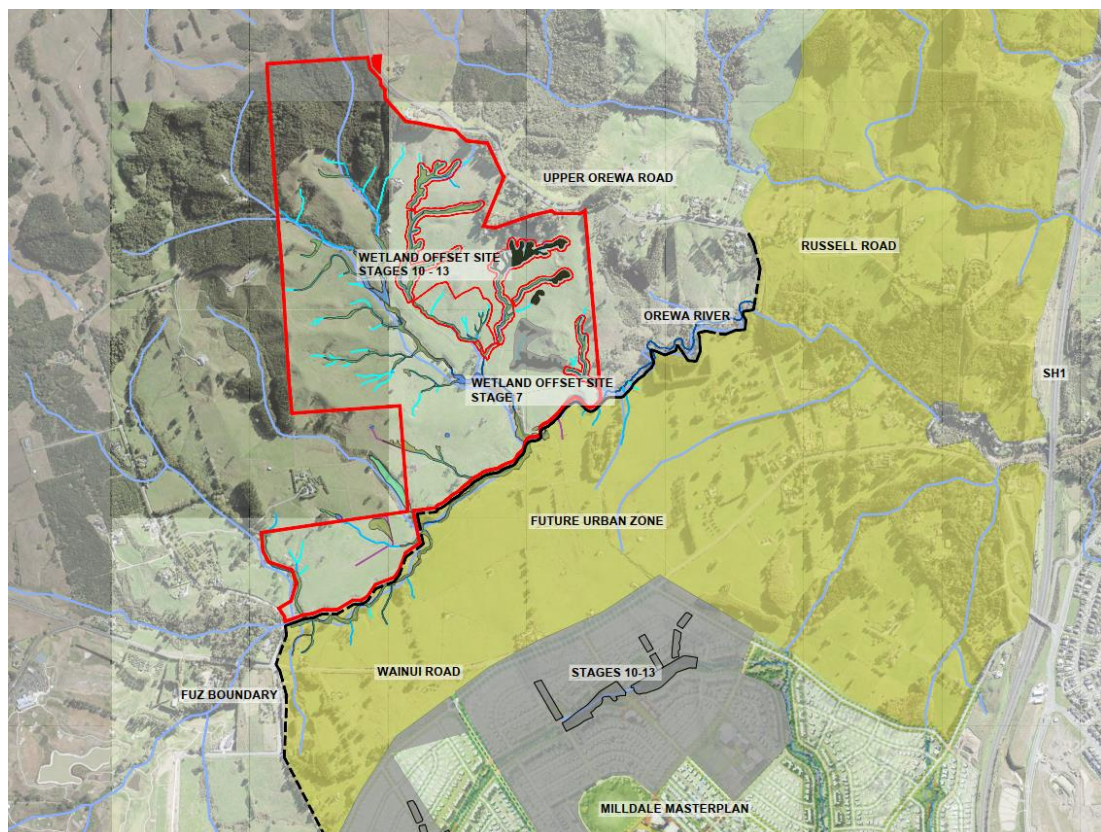 UPPER OREWA ROAD
RUSSELL ROAD
WETLAND OFFSET SITE
STAGES 10 - 13
OREWA RIVER
SH1
WETLAND OFFSET SITE
STAGE 7
FUTURE URBAN ZONE
WAINUI ROAD
STAGES 10-13
FUZ BOUNDARY
MILLDALE MASTERPLAN